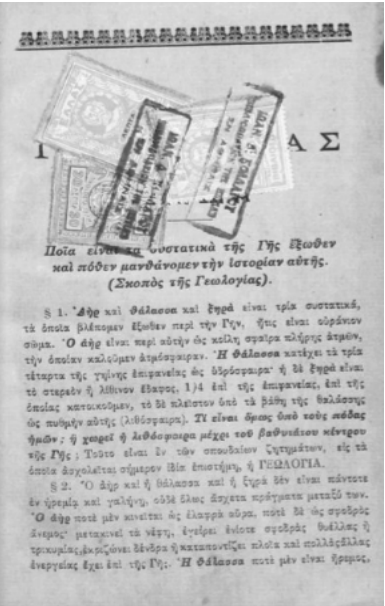 Ποῖα εἶναι τὰ συστατικὰ τῆς Γῆς ἔξωθεν
καὶ πόθεν μανθάνομεν τὴν ἱστορίαν αὐτῆς.
(Σκοπὸς τῆς Γεωλογίας).
§ 1. Ἀὴρ καὶ θάλασσα καὶ ξηρὰ εἶναι τρία συστατικά,
τὰ ὁποῖα βλέπομεν ἔξωθεν περὶ τὴν Γῆν, ἥτις εἶναι οὐράνιον
σῶμα. Ὁ ἀὴρ εἶναι περὶ αὐτὴν ὡς κοίλη σφαῖρα πλήρης ἀτμῶν,
τὴν ὁποίαν καλοῦμεν ἀτμόσφαιραν. Ἡ θάλασσα κατέχει τὰ τρία
τέταρτα τῆς γηίνης ἐπιφανείας ὡς ὑδρόσφαιρα· ἡ δὲ ξηρὰ εἶναι
τὸ στερεὸν ἢ λίθινον ἔδαφος, 1)4 ἐπὶ τῆς ἐπιφανείας, ἐπὶ τῆς
ὁποίας κατοικοῦμεν, τὸ δὲ πλεῖστον ὑπὸ τὰ βάθη τῆς θαλάσσης
ὡς πυθμὴν αὐτῆς (λιθόσφαιρα). Τί εἶναι ὅμως ὑπὸ τοὺς πόδας
ἡμῶν; ἢ χωρεῖ ἡ λιθόσφαιρα μέχρι τοῦ βαθυτάτου κέντρου
τῆς Γῆς; Τοῦτο εἶναι ἓν τῶν σπουδαίων ζητημάτων, εἰς τὰ
ὁποῖα ἀσχολεῖται σήμερον ἰδία ἐπιστήμη, ἡ ΓΕΩΛΟΓΙΑ.
§ 2. Ὁ ἀὴρ καὶ ἡ θάλασσα καὶ ἡ ξηρὰ δὲν εἶναι πάντοτε
ἐν ἠρεμίᾳ καὶ γαλήνῃ, οὐδὲ ὅλως ἄσχετα πράγματα μεταξύ των.
Ὁ ἀὴρ ποτὲ μὲν κινεῖται ὡς ἐλαφρὰ αὔρα, ποτὲ δὲ ὡς σφοδρὸς
ἄνεμος· μετακινεῖ τὰ νέφη, ἐγείρει ἐνίοτε σφοδρὰς θυέλλας ἢ
τρικυμίας, ἐκριζώνει δένδρα ἢ καταποντίζει πλοῖα καὶ πολλὰς ἄλλας
ἐνεργείας ἔχει ἐπὶ τῆς Γῆς. Ἡ θάλασσα ποτὲ μὲν εἶναι ἤρεμος,